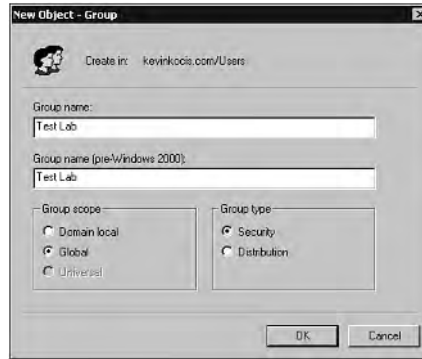 New Object - Group
Create in: kevinkocis.com/Users
Group name:
Test Lab
Group name (pre-Windows 2000):
Test Lab
Group scope
Domain local
Global
Universal
Group type
Security
Distribution
OK
Cancel